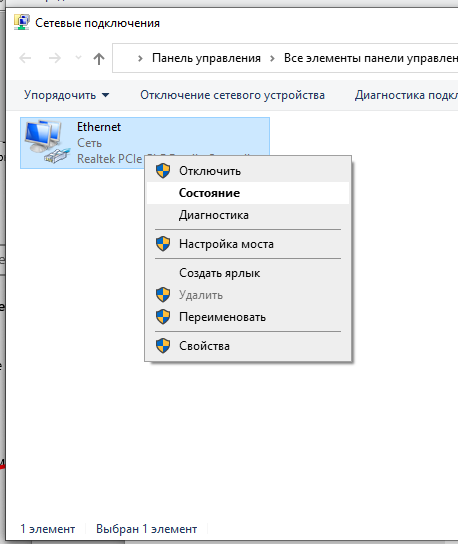 Сетевые подключения
Панель управления
Все элементы панели управлен
Упорядочить
Отключение сетевого устройства
Диагностика подкл
Ethernet
Сеть
Realtek PCIe
Отключить
Состояние
Диагностика
Настройка моста
Создать ярлык
Удалить
Переименовать
Свойства
1 элемент
Выбран 1 элемент